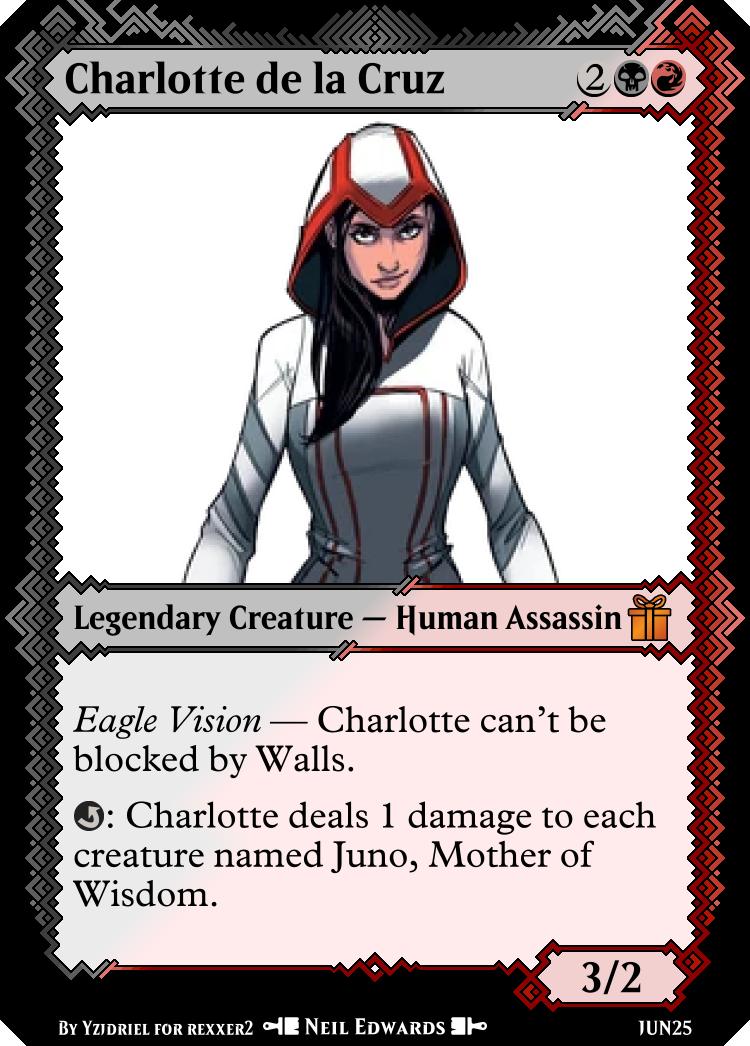 Charlotte de la Cruz 2
Legendary Creature — Human Assassin
Eagle Vision — Charlotte can't be
blocked by Walls.
: Charlotte deals 1 damage to each
creature named Juno, Mother of
Wisdom.
3/2
By Yzidriel for rexxer2 Neil Edwards JUN25